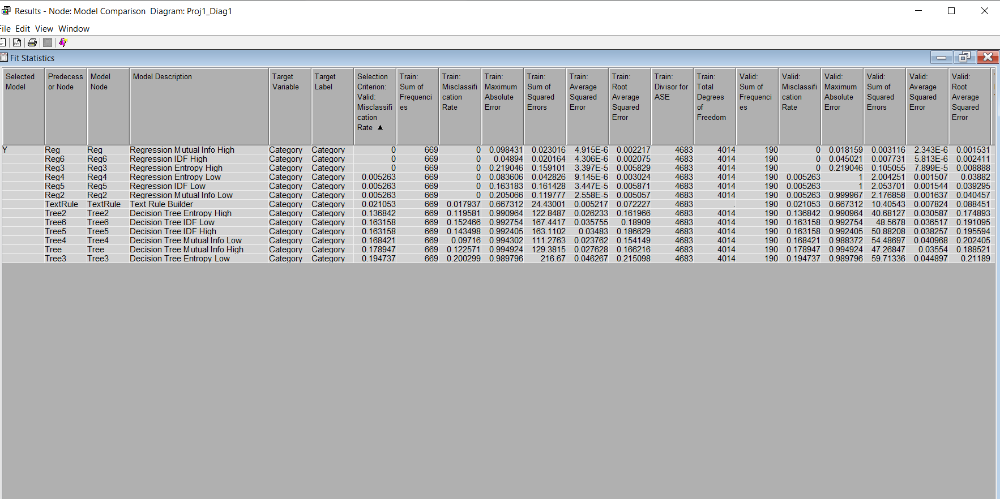 Results - Node: Model Comparison Diagram: Proj1_Diag1
File Edit View Window
Fit Statistics
Selected Model | Predecessor Node | Model Node | Model Description | Target Variable | Target Label | Selection Criterion: Valid: Misclassification Rate ▲ | Train: Sum of Frequencies | Train: Misclassification Rate | Train: Maximum Absolute Error | Train: Sum of Squared Errors | Train: Average Squared Error | Train: Root Average Squared Error | Train: Divisor for ASE | Train: Total Degrees of Freedom | Valid: Sum of Frequencies | Valid: Misclassification Rate | Valid: Maximum Absolute Error | Valid: Sum of Squared Errors | Valid: Average Squared Error | Valid: Root Average Squared Error
Y Reg Reg Regression Mutual Info High Category Category 0 669 0 0.098431 0.023016 4.915E-6 0.002217 4683 4014 190 0 0.018159 0.003116 2.343E-6 0.001531
Reg6 Reg6 Regression IDF High Category Category 0 669 0 0.04894 0.020164 4.306E-6 0.002075 4683 4014 190 0 0.045021 0.007731 5.813E-6 0.002411
Reg3 Reg3 Regression Entropy High Category Category 0 669 0 0.219046 0.159101 3.397E-5 0.005829 4683 4014 190 0 0.219046 0.105055 7.899E-5 0.008888
Reg4 Reg4 Regression Entropy Low Category Category 0.005263 669 0 0.083606 0.042826 9.145E-6 0.003024 4683 4014 190 0.005263 1 2.004251 0.001507 0.03882
Reg5 Reg5 Regression IDF Low Category Category 0.005263 669 0 0.163183 0.161428 3.447E-5 0.005871 4683 4014 190 0.005263 1 2.053701 0.001544 0.039295
Reg2 Reg2 Regression Mutual Info Low Category Category 0.005263 669 0 0.205066 0.119777 2.558E-5 0.005057 4683 4014 190 0.005263 0.999967 2.176858 0.001637 0.040457
TextRule TextRule Text Rule Builder Category Category 0.021053 669 0.017937 0.667312 24.43001 0.005217 0.072227 4683 . 190 0.021053 0.667312 10.40543 0.007824 0.088451
Tree2 Tree2 Decision Tree Entropy High Category Category 0.136842 669 0.119581 0.990964 122.8487 0.026233 0.161966 4683 4014 190 0.136842 0.990964 40.68127 0.030587 0.174893
Tree6 Tree6 Decision Tree IDF Low Category Category 0.163158 669 0.152466 0.992754 167.4417 0.035755 0.18909 4683 4014 190 0.163158 0.992754 48.5678 0.036517 0.191095
Tree5 Tree5 Decision Tree IDF High Category Category 0.163158 669 0.143498 0.992405 163.1102 0.03483 0.186629 4683 4014 190 0.163158 0.992405 50.88208 0.038257 0.195594
Tree4 Tree4 Decision Tree Mutual Info Low Category Category 0.168421 669 0.09716 0.994302 111.2763 0.023762 0.154149 4683 4014 190 0.168421 0.988372 54.48697 0.040968 0.202405
Tree Tree Decision Tree Mutual Info High Category Category 0.178947 669 0.122571 0.994924 129.3815 0.027628 0.166216 4683 4014 190 0.178947 0.994924 47.26847 0.03554 0.188521
Tree3 Tree3 Decision Tree Entropy Low Category Category 0.194737 669 0.200299 0.989796 216.67 0.046267 0.215098 4683 4014 190 0.194737 0.989796 59.71336 0.044897 0.21189